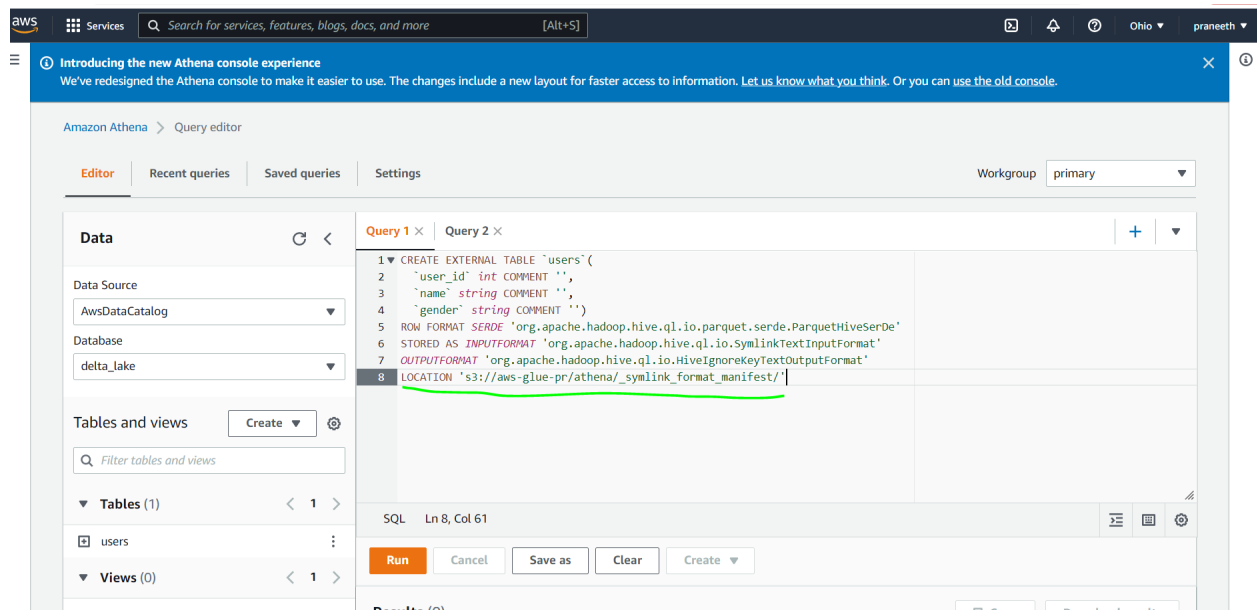 aws
Services
Search for services, features, blogs, docs, and more
[Alt+S]
Ohio ▼
praneeth ▼
Introducing the new Athena console experience
We've redesigned the Athena console to make it easier to use. The changes include a new layout for faster access to information. Let us know what you think. Or you can use the old console.
Amazon Athena > Query editor
Editor
Recent queries
Saved queries
Settings
Workgroup
primary
Data
Data Source
AwsDataCatalog
Database
delta_lake
Tables and views
Create ▼
Filter tables and views
Tables (1)
< 1 >
users
Views (0)
< 1 >
Query 1 ×
Query 2 ×
1 CREATE EXTERNAL TABLE `users`(
2 `user_id` int COMMENT '',
3 `name` string COMMENT '',
4 `gender` string COMMENT '')
5 ROW FORMAT SERDE 'org.apache.hadoop.hive.ql.io.parquet.serde.ParquetHiveSerDe'
6 STORED AS INPUTFORMAT 'org.apache.hadoop.hive.ql.io.SymlinkTextInputFormat'
7 OUTPUTFORMAT 'org.apache.hadoop.hive.ql.io.HiveIgnoreKeyTextOutputFormat'
8 LOCATION 's3://aws-glue-pr/athena/_symlink_format_manifest/'
SQL
Ln 8, Col 61
Run
Cancel
Save as
Clear
Create ▼
Results (0)